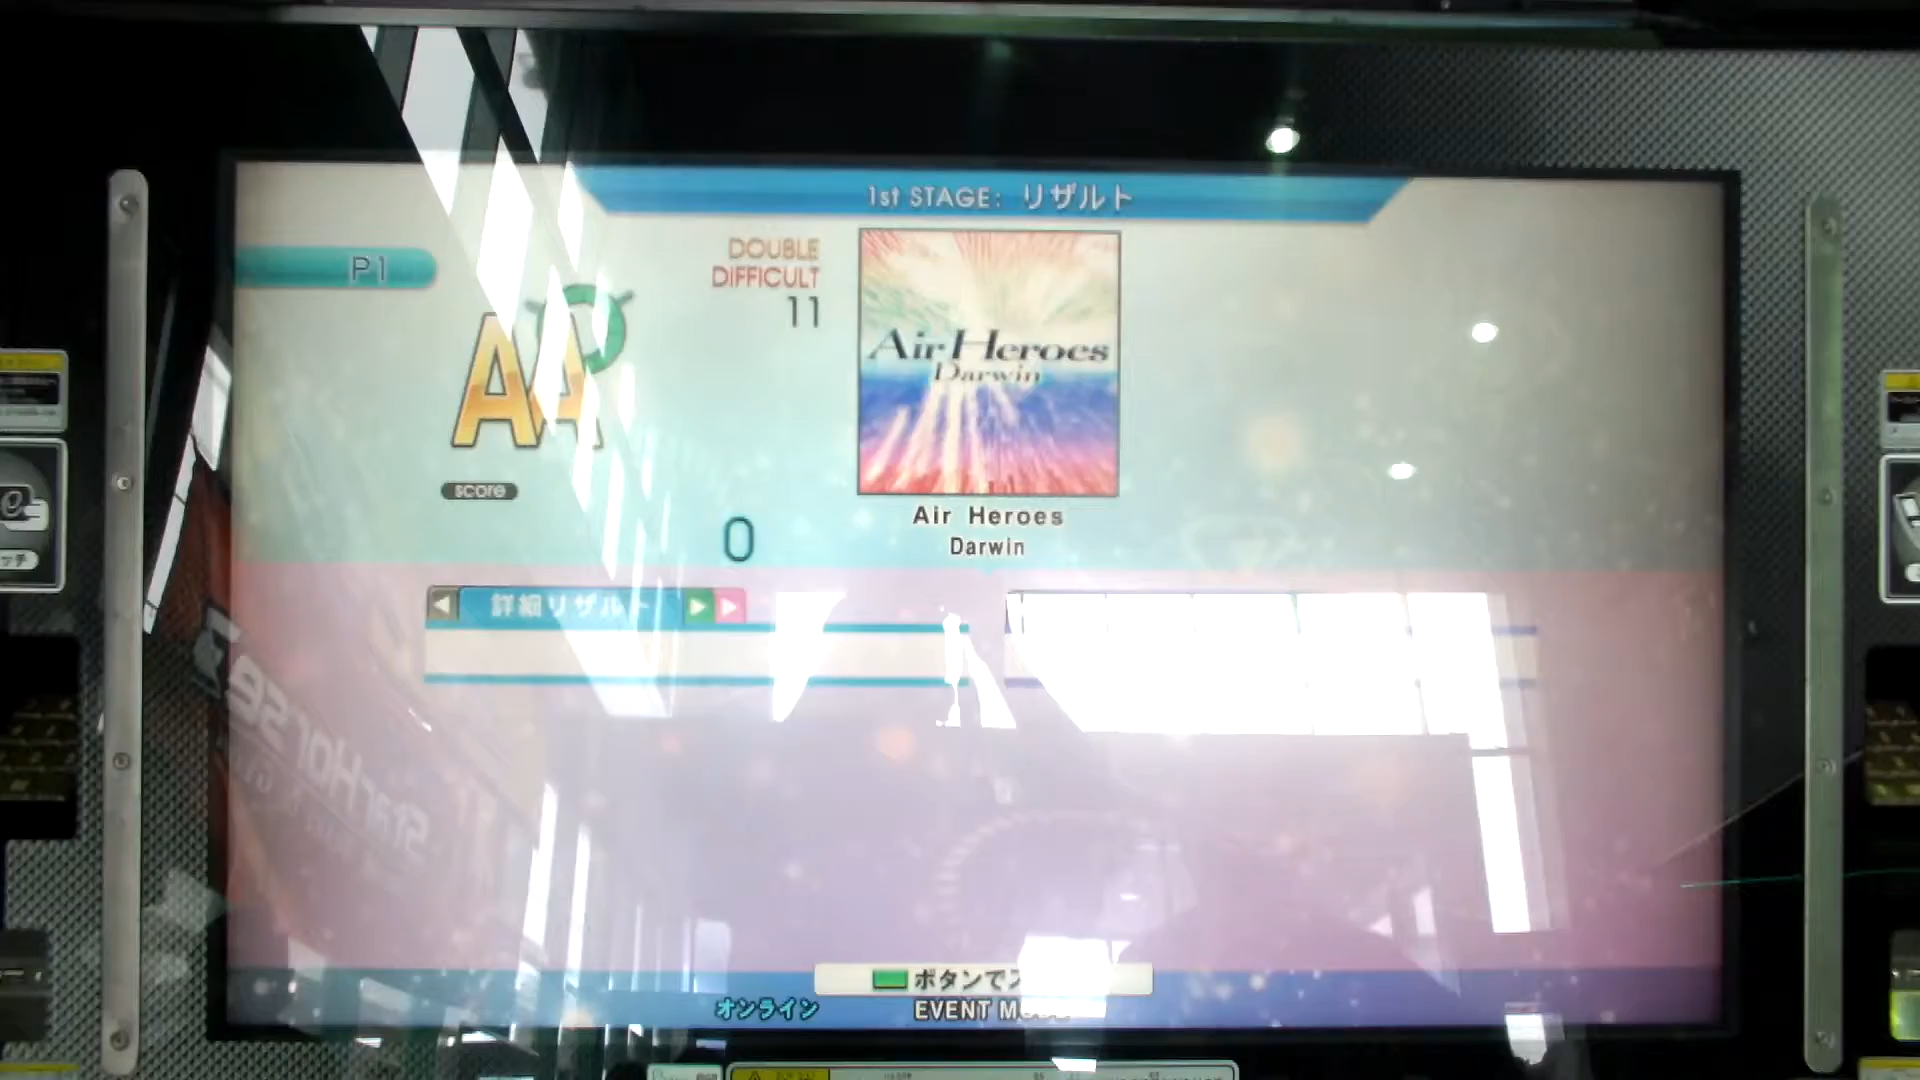 1st STAGE: リザルト
P1
DOUBLE
DIFFICULT
11
AA
Air Heroes
Darwin
score
0
Air Heroes
Darwin
詳細リザルト
ボタンで
オンライン
EVENT
StarHorse3